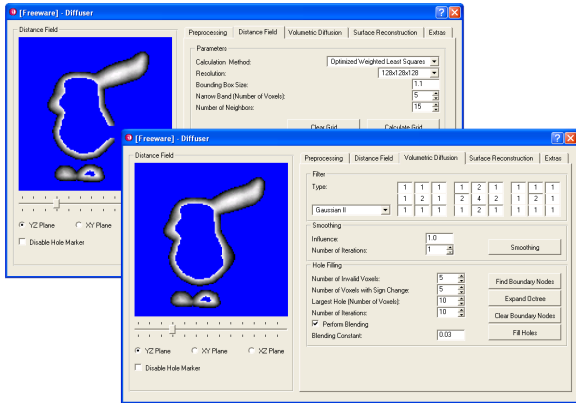 [Freeware] - Diffuser
Distance Field
Preprocessing Distance Field Volumetric Diffusion Surface Reconstruction Extras
Parameters
Calculation Method: Optimized Weighted Least Squares
Resolution: 128x128x128
Bounding Box Size: 1.1
Narrow Band (Number of Voxels): 5
Number of Neighbors: 15
Clear Grid Calculate Grid
YZ Plane XY Plane
Disable Hole Marker
[Freeware] - Diffuser
Distance Field
Preprocessing Distance Field Volumetric Diffusion Surface Reconstruction Extras
Filter
Type:
1 1 1 1 2 1 1 1 1
1 2 1 2 4 2 1 2 1
Gaussian II 1 1 1 1 2 1 1 1 1
Smoothing
Influence: 1.0
Number of Iterations: 1 Smoothing
Hole Filling
Number of Invalid Voxels: 5 Find Boundary Nodes
Number of Voxels with Sign Change: 5
Largest Hole (Number of Voxels): 10 Expand Octree
Number of Iterations: 10 Clear Boundary Nodes
Perform Blending
Blending Constant: 0.03 Fill Holes
YZ Plane XY Plane XZ Plane
Disable Hole Marker